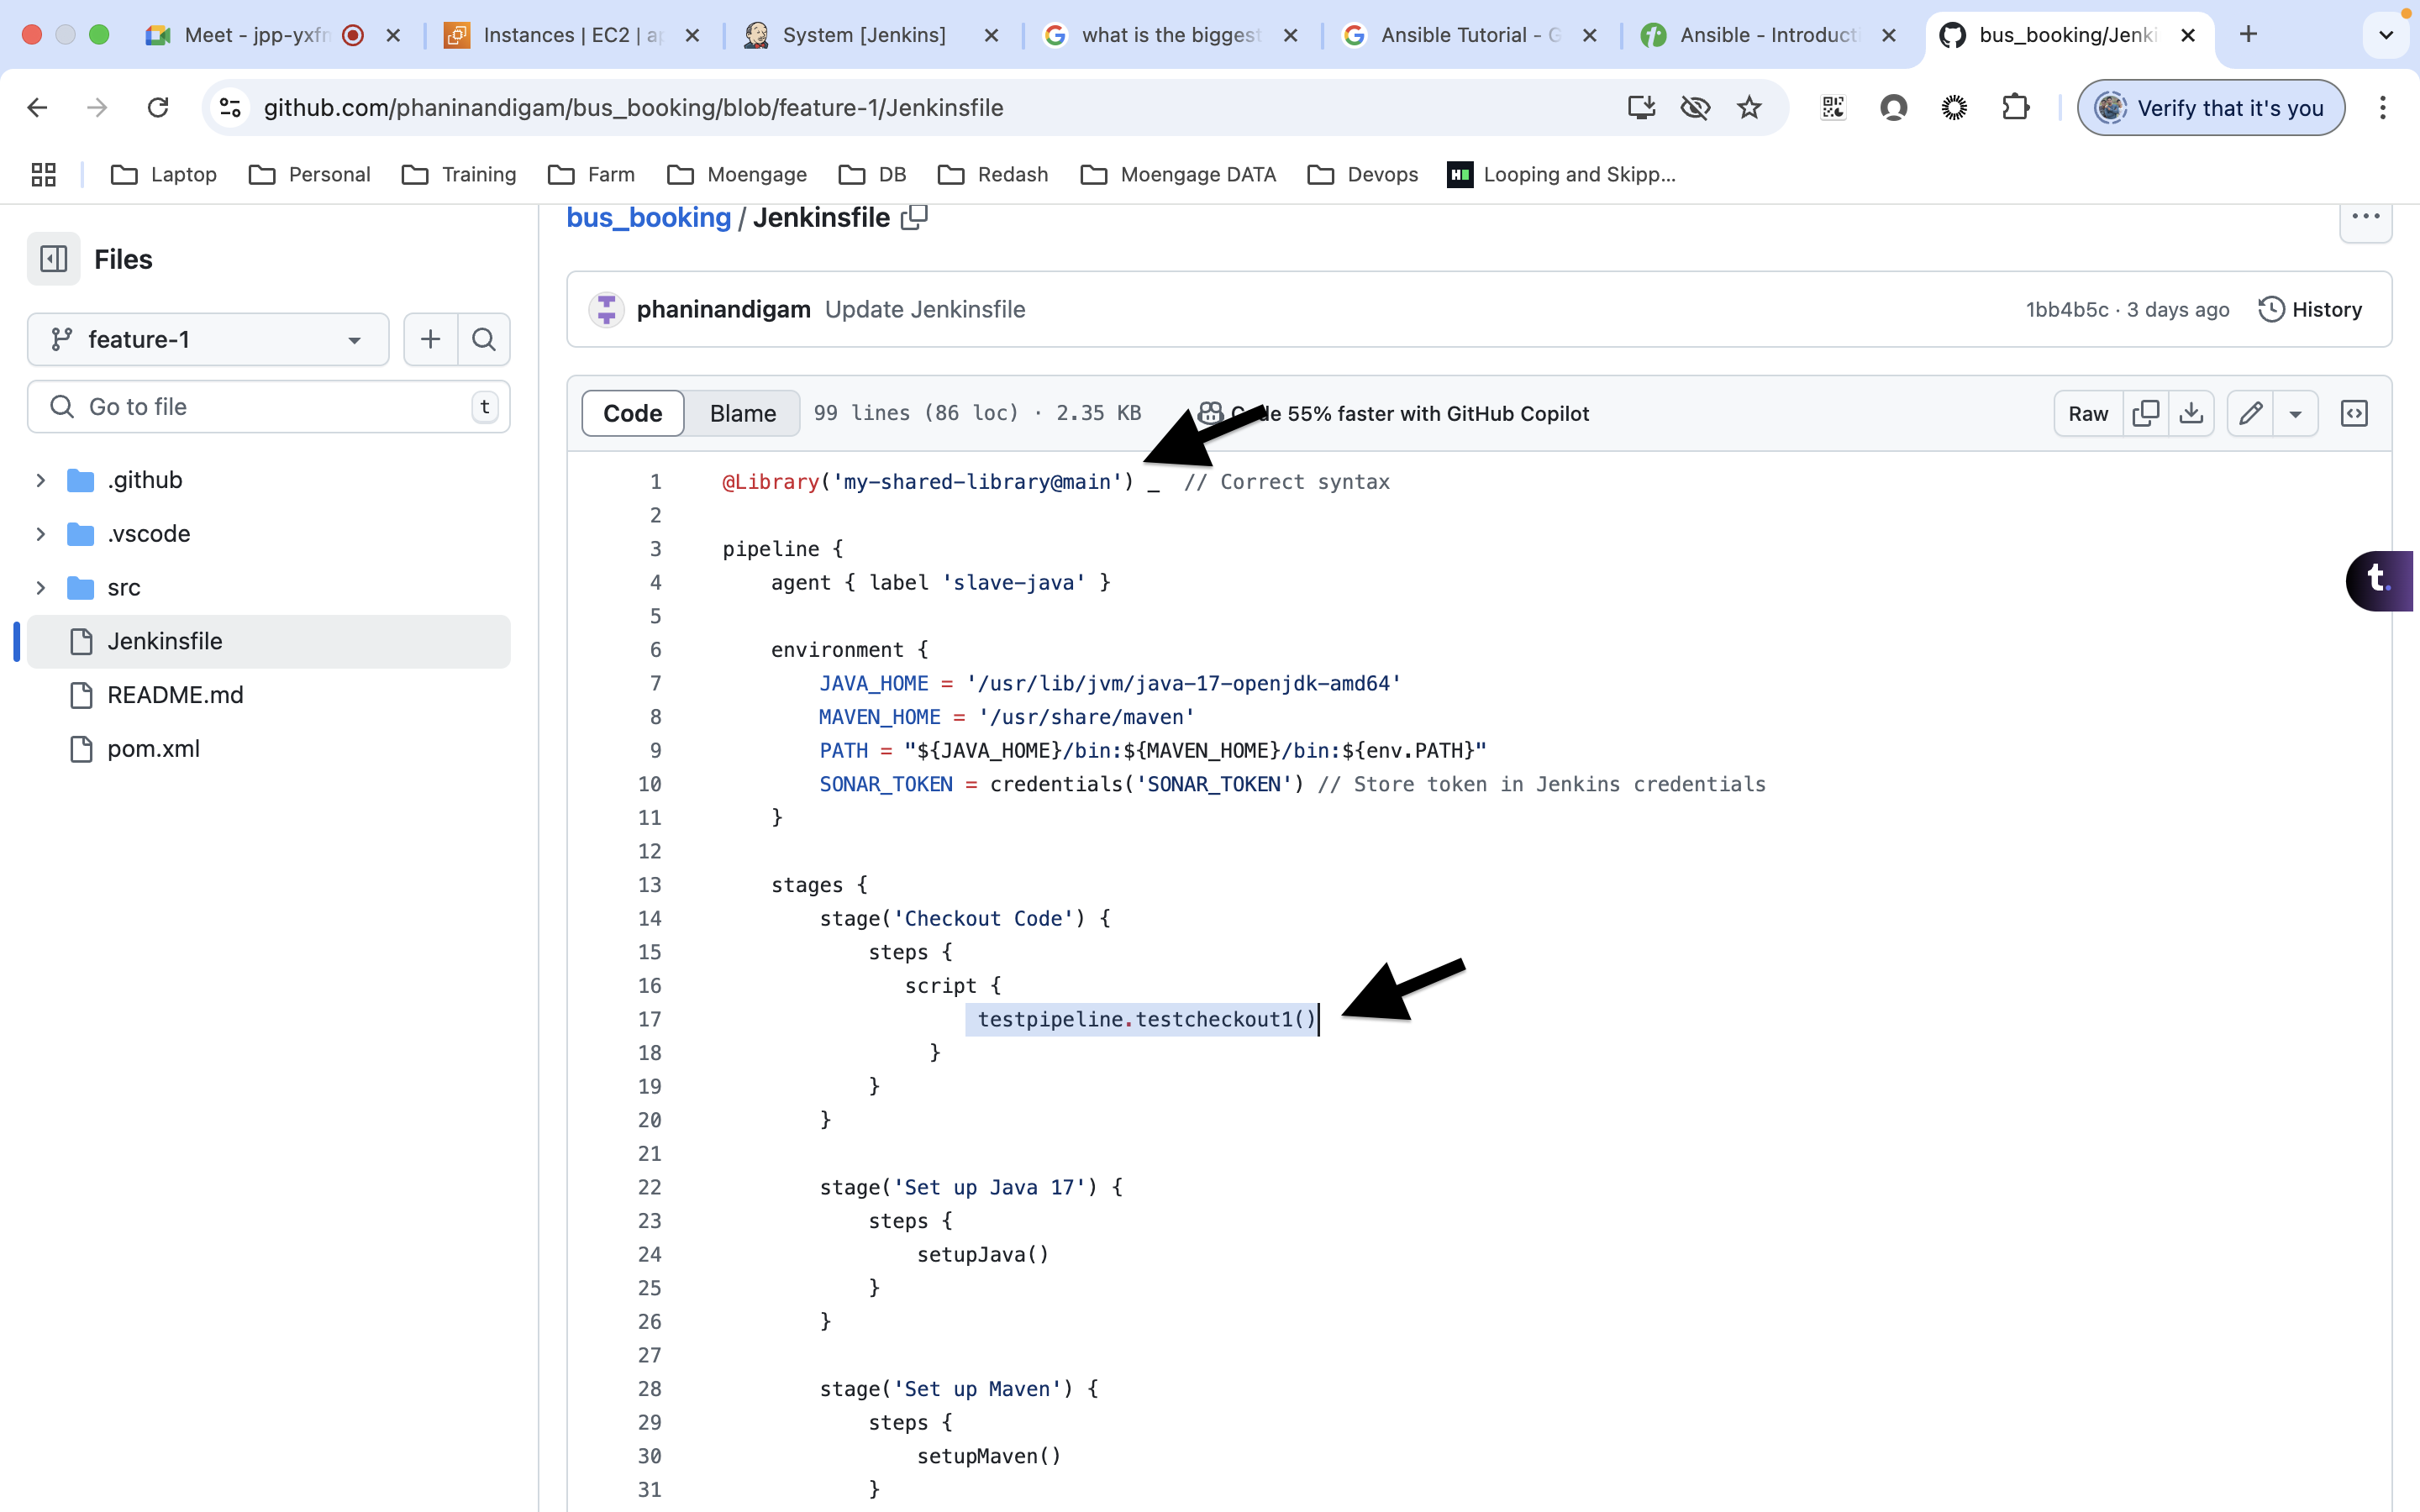 Meet - jpp-yxfn
Instances | EC2 | ap
System [Jenkins]
what is the biggest
Ansible Tutorial - G
Ansible - Introducti
bus_booking/Jenki
github.com/phaninandigam/bus_booking/blob/feature-1/Jenkinsfile
Verify that it's you
Laptop
Personal
Training
Farm
Moengage
DB
Redash
Moengage DATA
Devops
Looping and Skipp...
Files
feature-1
Go to file
t
.github
.vscode
src
Jenkinsfile
README.md
pom.xml
bus_booking / Jenkinsfile
phaninandigam Update Jenkinsfile
1bb4b5c · 3 days ago
History
Code
Blame
99 lines (86 loc) · 2.35 KB
55% faster with GitHub Copilot
Raw
1 @Library('my-shared-library@main') _ // Correct syntax
2
3 pipeline {
4 agent { label 'slave-java' }
5
6 environment {
7 JAVA_HOME = '/usr/lib/jvm/java-17-openjdk-amd64'
8 MAVEN_HOME = '/usr/share/maven'
9 PATH = "${JAVA_HOME}/bin:${MAVEN_HOME}/bin:${env.PATH}"
10 SONAR_TOKEN = credentials('SONAR_TOKEN') // Store token in Jenkins credentials
11 }
12
13 stages {
14 stage('Checkout Code') {
15 steps {
16 script {
17 testpipeline.testcheckout1()
18 }
19 }
20 }
21
22 stage('Set up Java 17') {
23 steps {
24 setupJava()
25 }
26 }
27
28 stage('Set up Maven') {
29 steps {
30 setupMaven()
31 }
t.